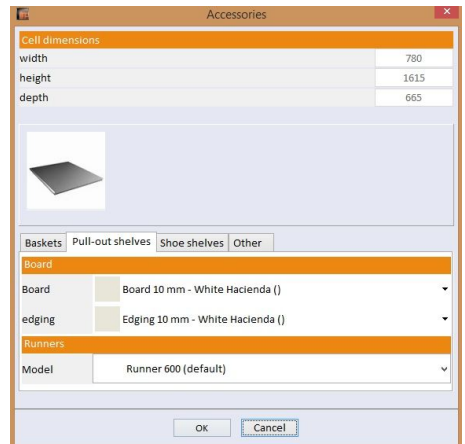 Accessories
Cell dimensions
width 780
height 1615
depth 665
Baskets Pull-out shelves Shoe shelves Other
Board
Board Board 10 mm - White Hacienda ()
edging Edging 10 mm - White Hacienda ()
Runners
Model Runner 600 (default)
OK Cancel